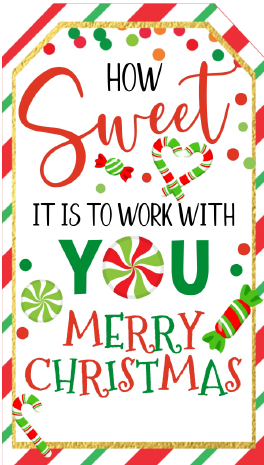 HOW
Sweet
IT IS TO WORK WITH
YOU
MERRY
CHRISTMAS